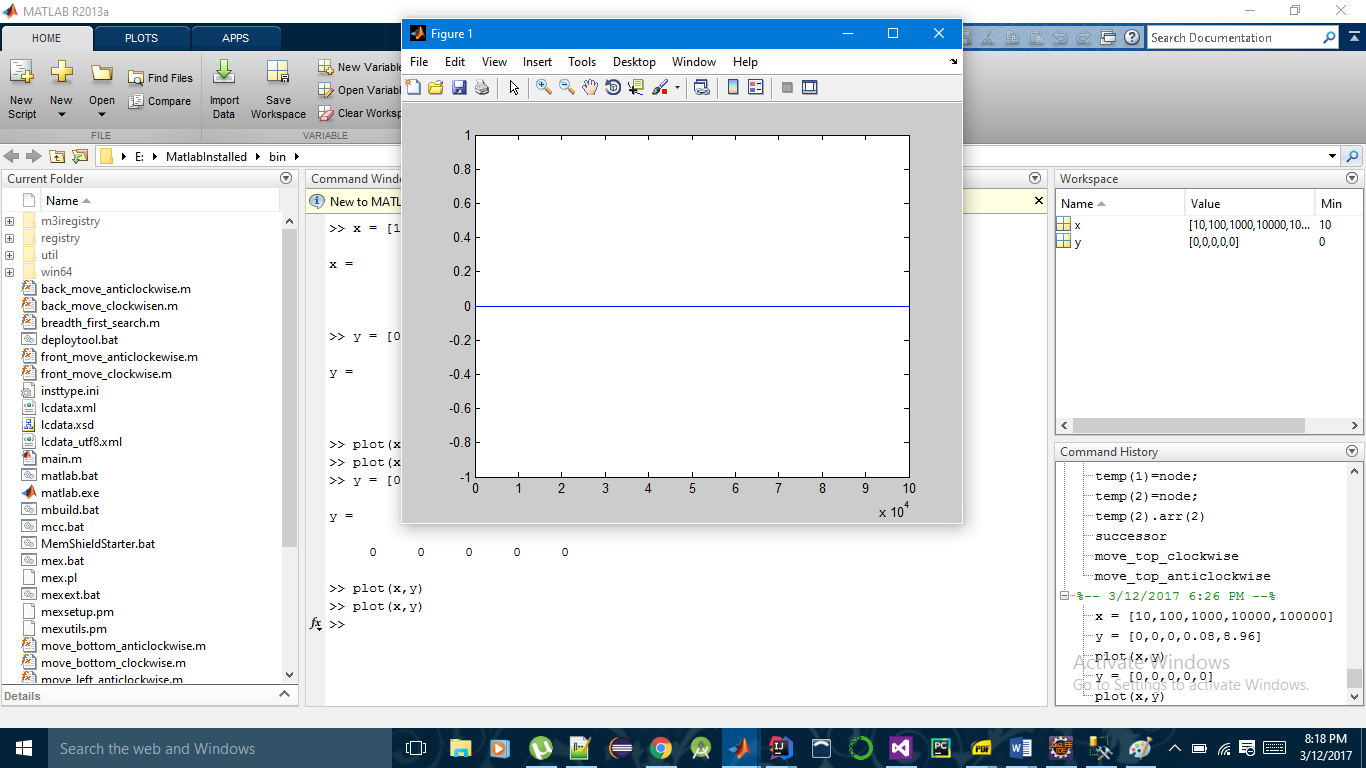 MATLAB R2013a
HOME PLOTS APPS
Search Documentation
New Script
New
Open
Find Files
Compare
Import Data
Save Workspace
New Variable
Open Variabl
Clear Worksp
FILE VARIABLE
E: MatlabInstalled bin
Current Folder
Name
m3iregistry
registry
util
win64
back_move_anticlockwise.m
back_move_clockwisen.m
breadth_first_search.m
deploytool.bat
front_move_anticlockewise.m
front_move_clockwise.m
insttype.ini
lcdata.xml
lcdata.xsd
lcdata_utf8.xml
main.m
matlab.bat
matlab.exe
mbuild.bat
mcc.bat
MemShieldStarter.bat
mex.bat
mex.pl
mexext.bat
mexsetup.pm
mexutils.pm
move_bottom_anticlockwise.m
move_bottom_clockwise.m
move_left_anticlockwise.m
Details
Command Windo
New to MATL
>> x = [1
x =
>> y = [0
y =
>> plot(x
>> plot(x
>> y = [0
y =
0 0 0 0 0
>> plot(x,y)
>> plot(x,y)
fx >>
Figure 1
File Edit View Insert Tools Desktop Window Help
1
0.8
0.6
0.4
0.2
0
-0.2
-0.4
-0.6
-0.8
-1
0 1 2 3 4 5 6 7 8 9 10
x 10^4
Workspace
Name Value Min
x [10,100,1000,10000,10... 10
y [0,0,0,0,0] 0
Command History
temp(1)=node;
temp(2)=node;
temp(2).arr(2)
successor
move_top_clockwise
move_top_anticlockwise
%-- 3/12/2017 6:26 PM --%
x = [10,100,1000,10000,100000]
y = [0,0,0,0.08,8.96]
plot(x,y)
y = [0,0,0,0,0]
plot(x,y)
Activate Windows
Go to Settings to activate Windows.
Search the web and Windows
8:18 PM
3/12/2017